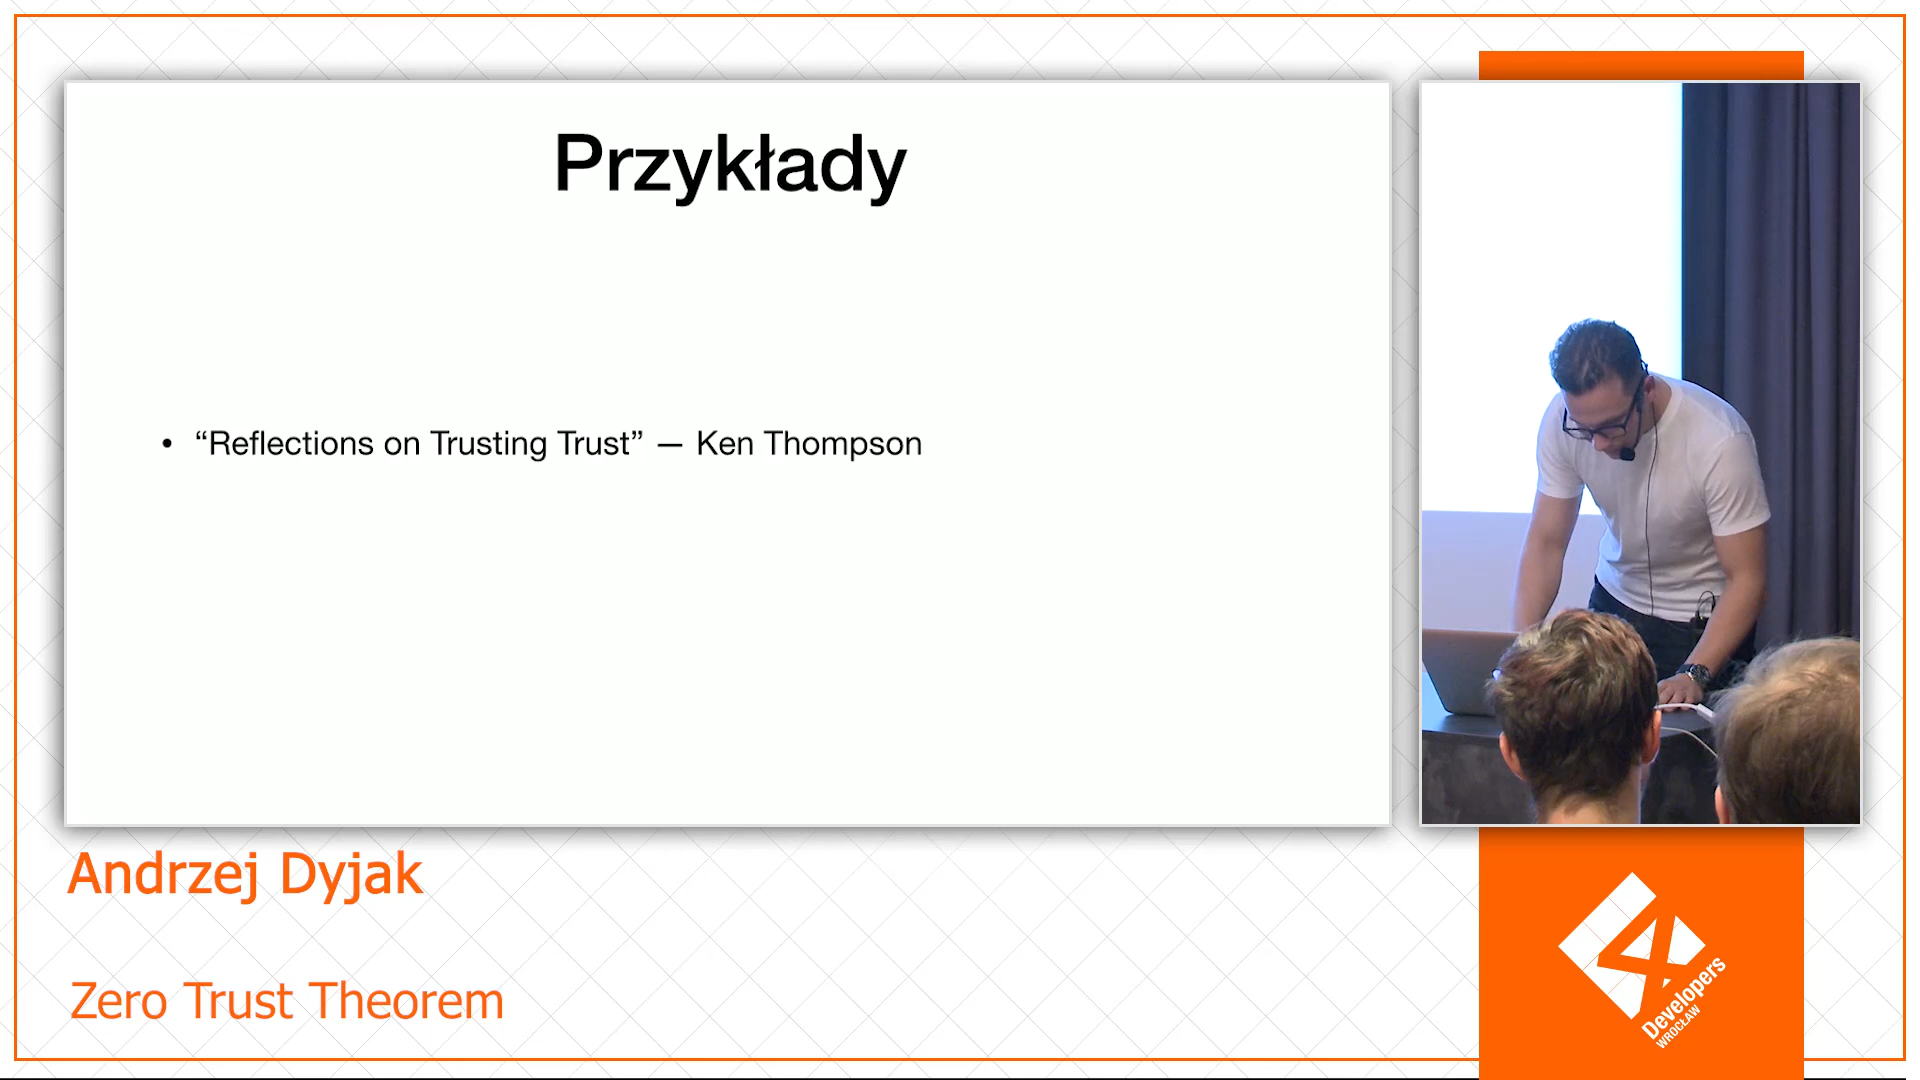 Przykłady
• “Reflections on Trusting Trust” — Ken Thompson
Andrzej Dyjak
Zero Trust Theorem
4
Developers
WROCŁAW